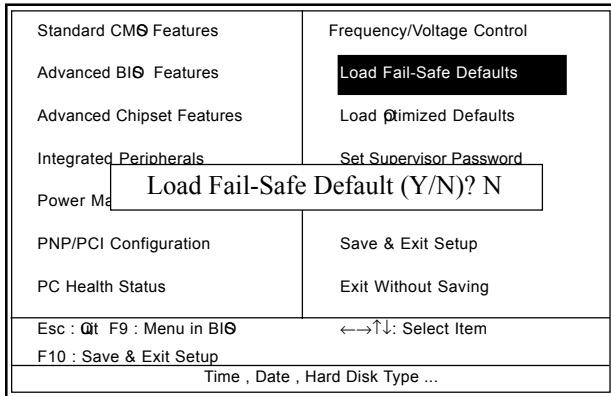 Standard CMOS Features
Advanced BIOS Features
Advanced Chipset Features
Integrated Peripherals
Power Ma
PNP/PCI Configuration
PC Health Status
Frequency/Voltage Control
Load Fail-Safe Defaults
Load Optimized Defaults
Set Supervisor Password
Save & Exit Setup
Exit Without Saving
Load Fail-Safe Default (Y/N)? N
Esc : Quit F9 : Menu in BIOS
←→↑↓: Select Item
F10 : Save & Exit Setup
Time , Date , Hard Disk Type ...